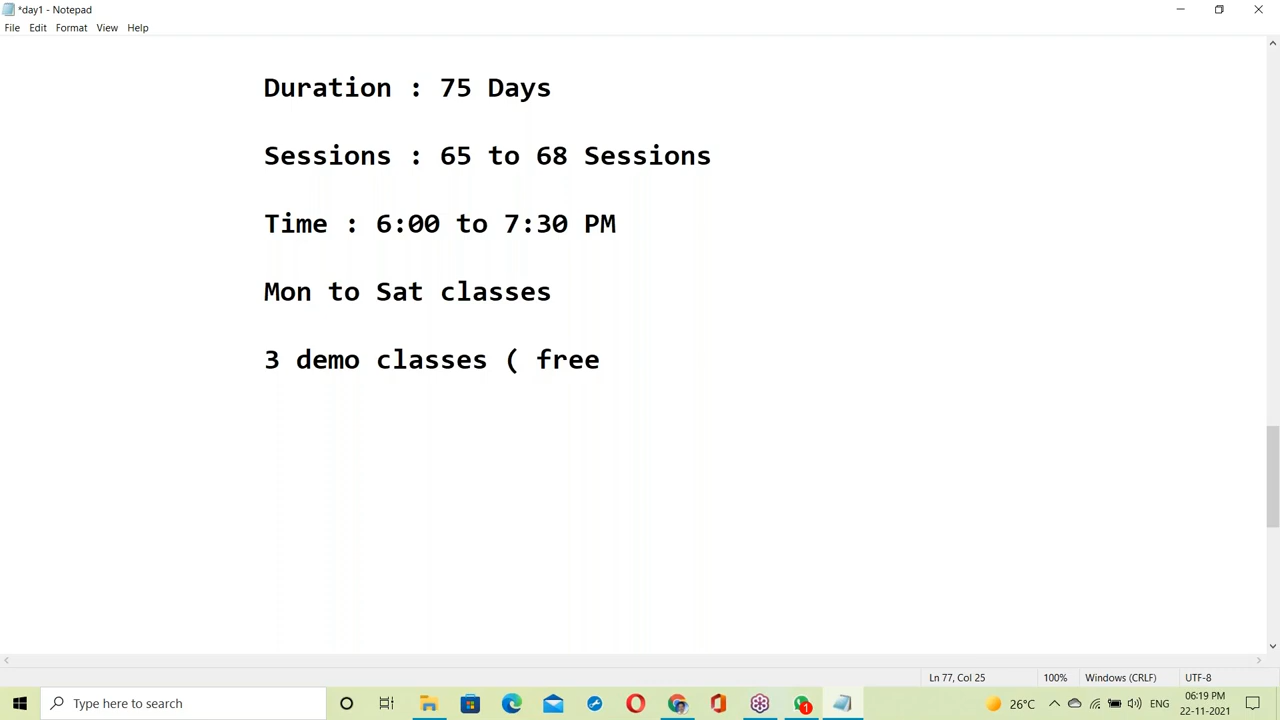 *day1 - Notepad
File Edit Format View Help
Duration : 75 Days
Sessions : 65 to 68 Sessions
Time : 6:00 to 7:30 PM
Mon to Sat classes
3 demo classes ( free
Ln 77, Col 25 100% Windows (CRLF) UTF-8
Type here to search 1 26°C ENG 06:19 PM
22-11-2021